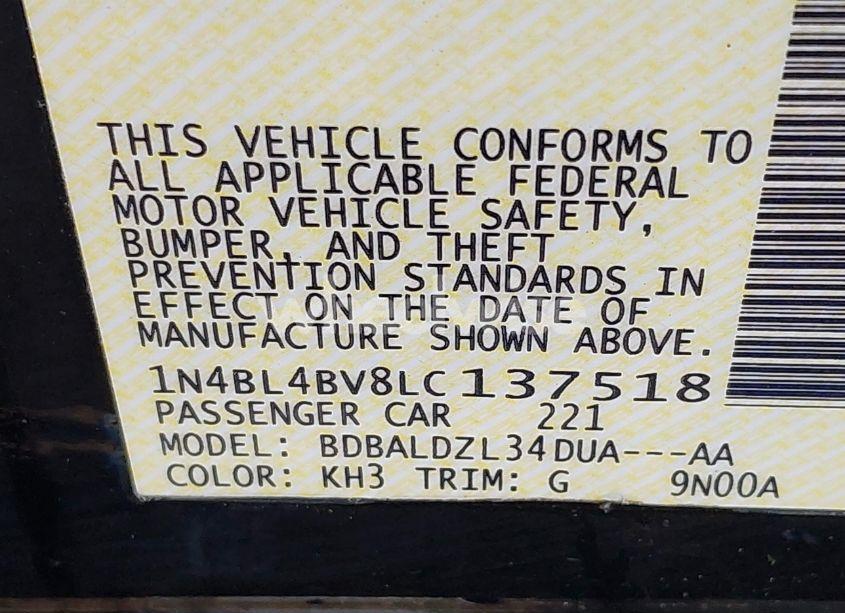 THIS VEHICLE CONFORMS TO
ALL APPLICABLE FEDERAL
MOTOR VEHICLE SAFETY,
BUMPER, AND THEFT
PREVENTION STANDARDS IN
EFFECT ON THE DATE OF
MANUFACTURE SHOWN ABOVE.
1N4BL4BV8LC137518
PASSENGER CAR 221
MODEL: BDBALDZL34DUA---AA
COLOR: KH3 TRIM: G 9N00A